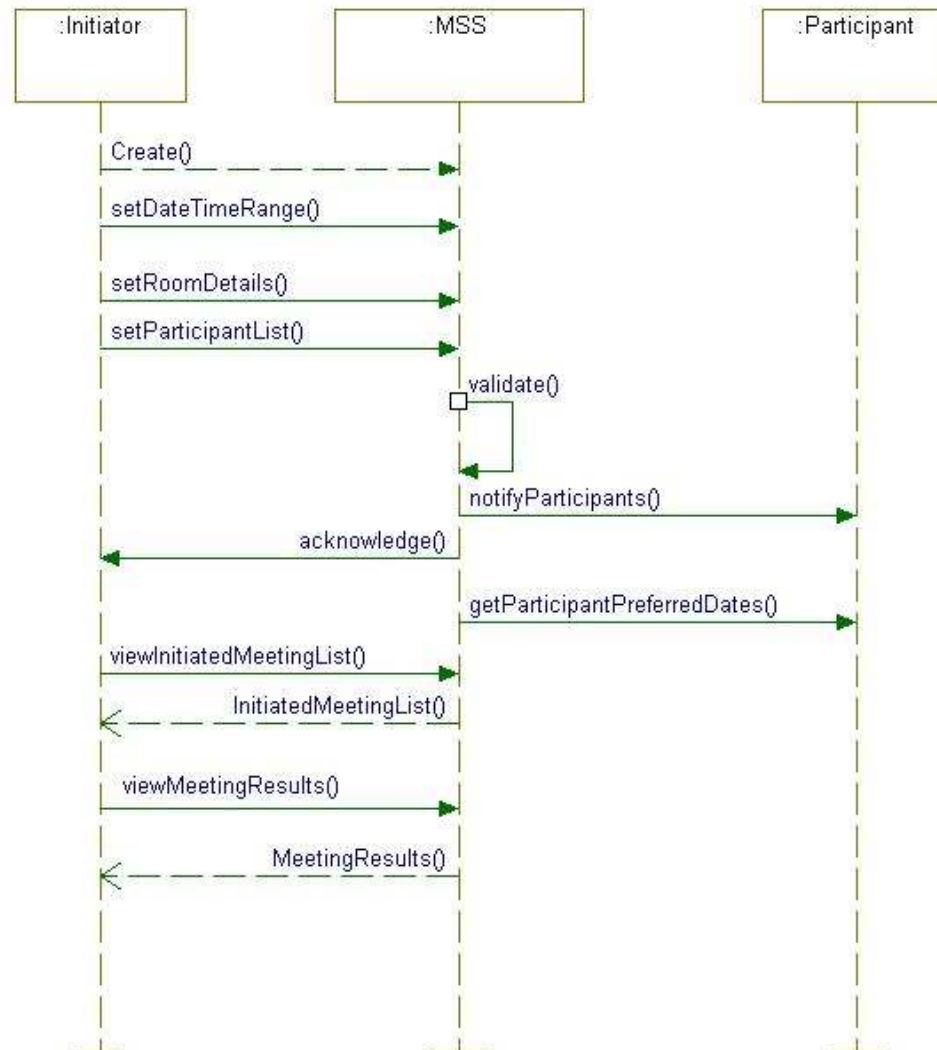 :Initiator
:MSS
:Participant
Create()
setDateTimeRange()
setRoomDetails()
setParticipantList()
validate()
notifyParticipants()
acknowledge()
getParticipantPreferredDates()
viewInitiatedMeetingList()
InitiatedMeetingList()
viewMeetingResults()
MeetingResults()